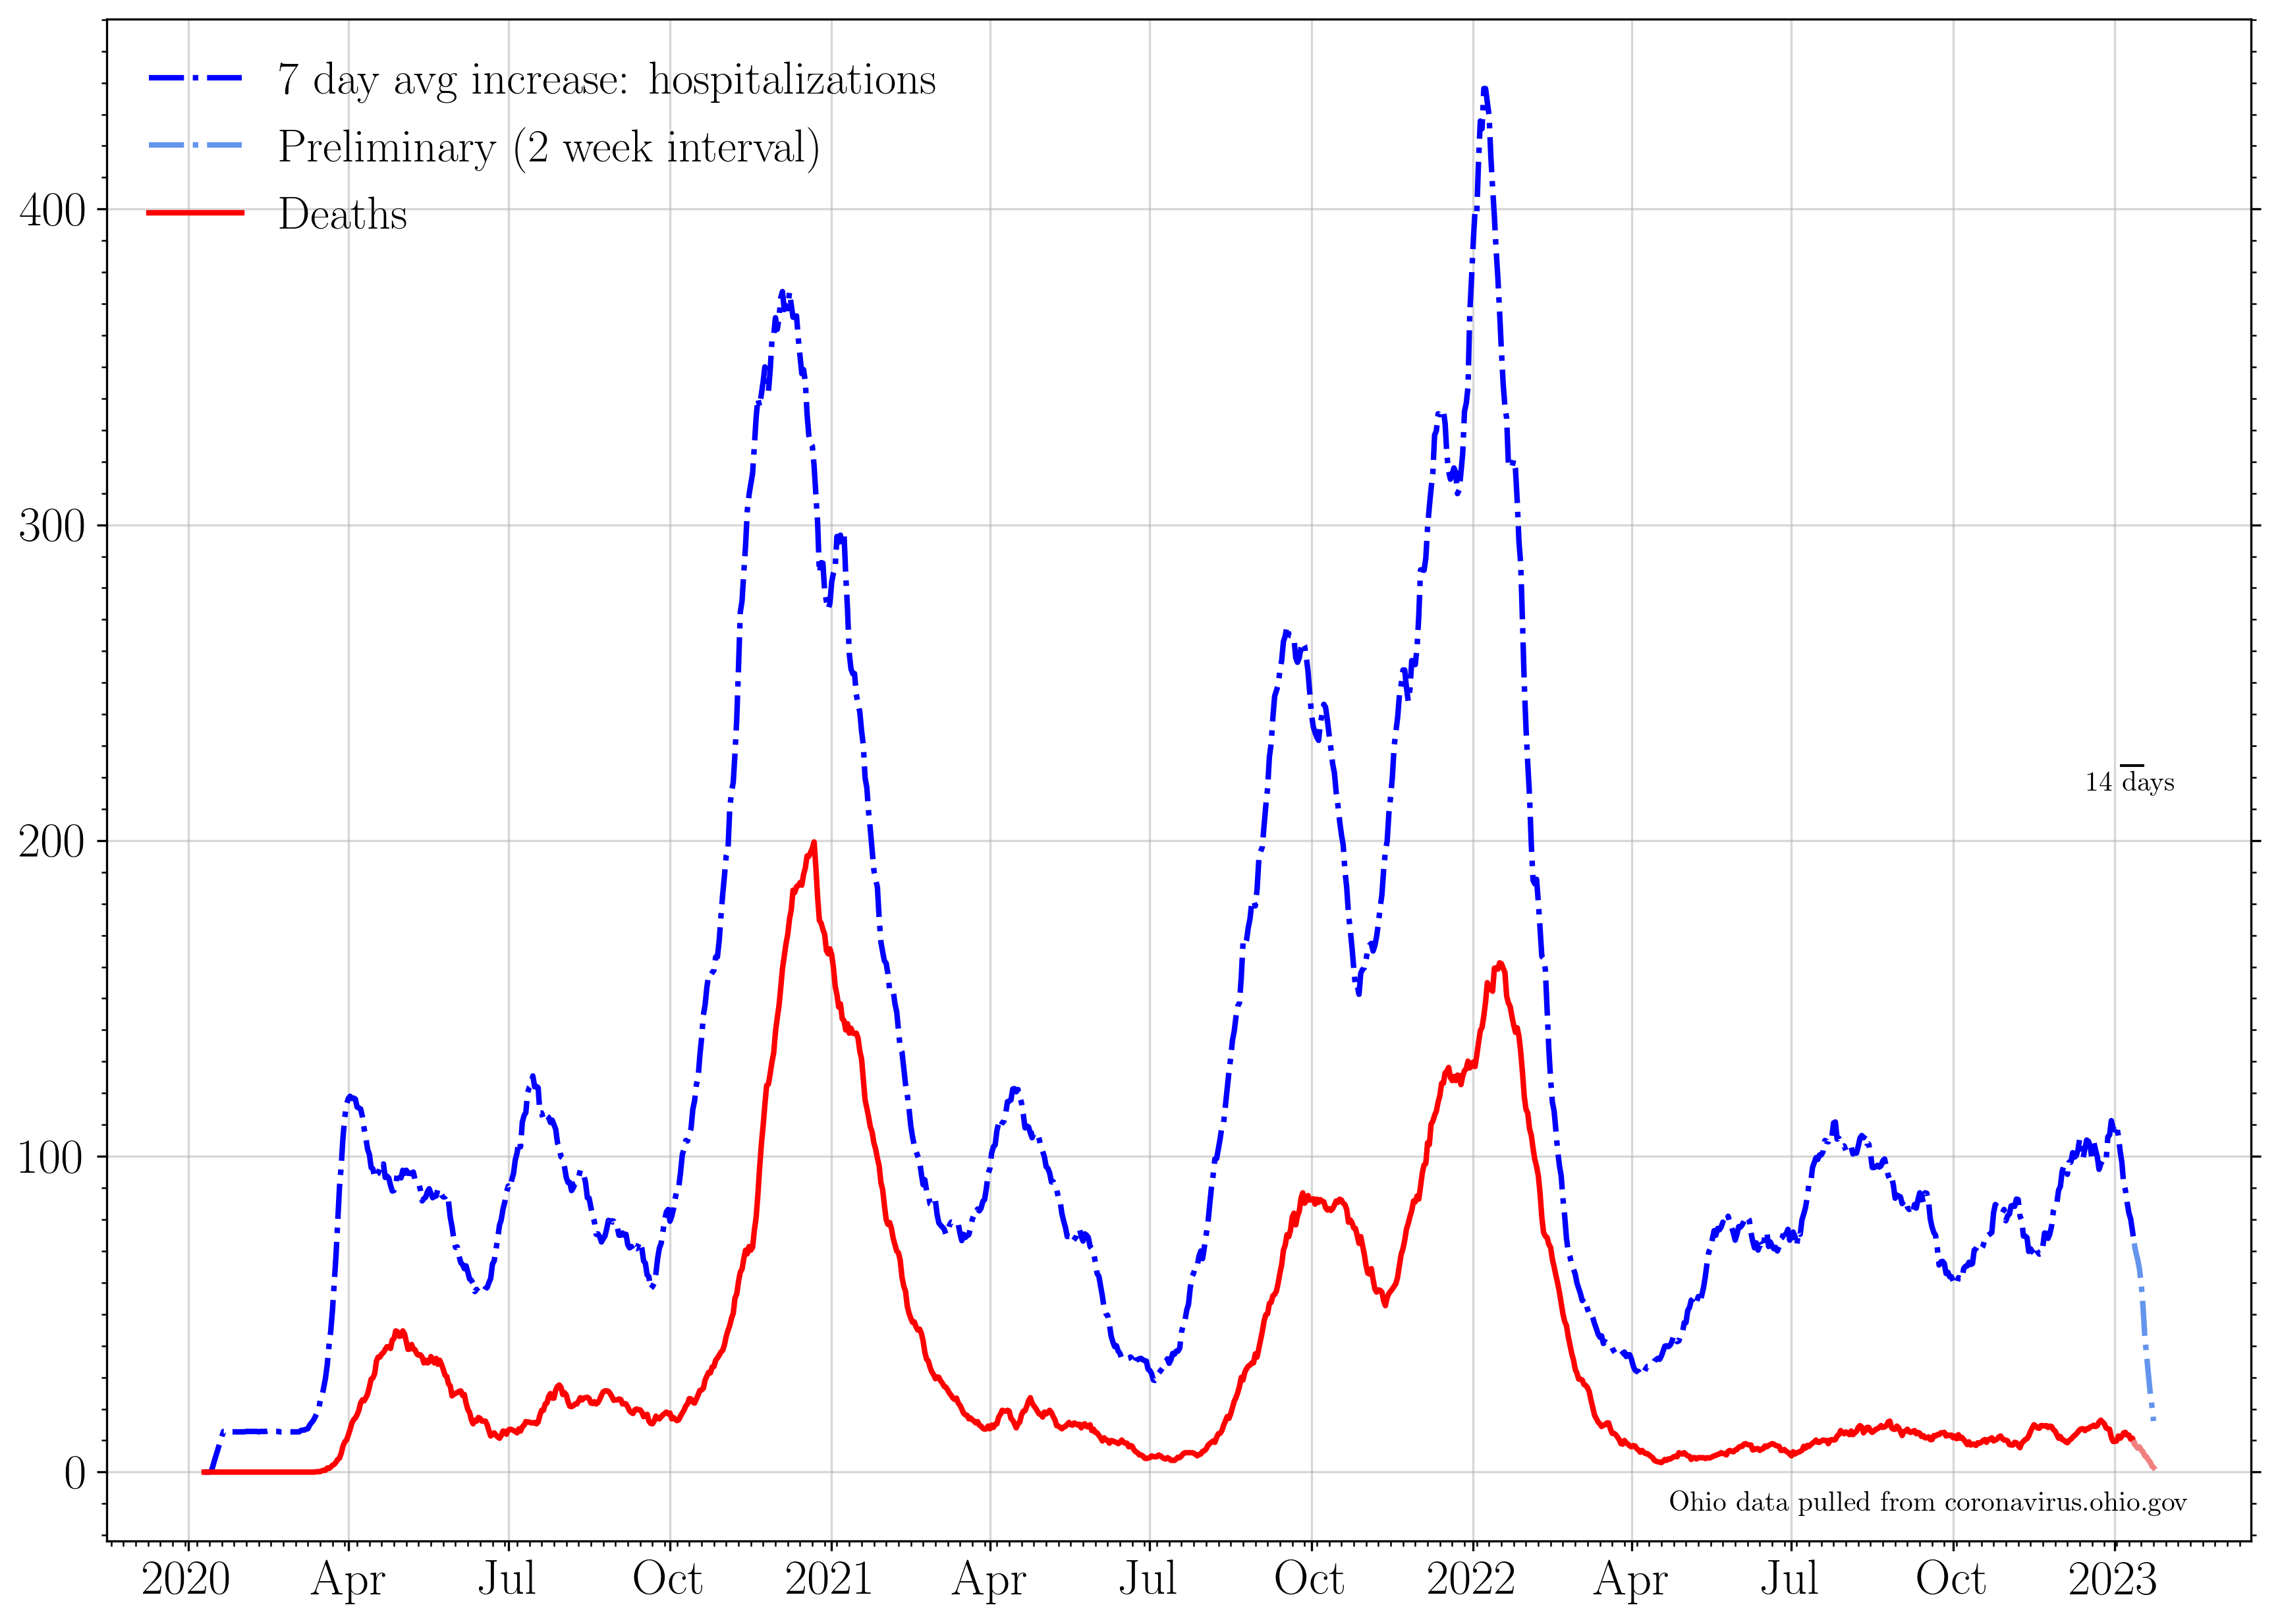 7 day avg increase: hospitalizations
Preliminary (2 week interval)
Deaths
400
300
200
100
0
14 days
Ohio data pulled from coronavirus.ohio.gov
2020 Apr Jul Oct 2021 Apr Jul Oct 2022 Apr Jul Oct 2023